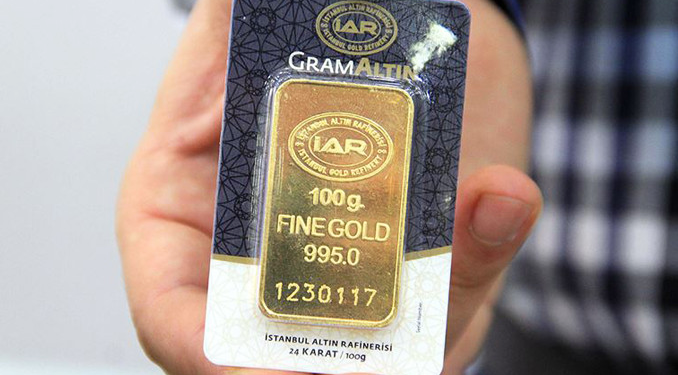 İSTANBUL ALTIN RAFİNERİSİ
İAR
ISTANBUL GOLD REFINERY
GRAMALTIN
İSTANBUL ALTIN RAFİNERİSİ
İAR
İSTANBUL GOLD REFINERY
100g.
FINE GOLD
995.0
1230117
İSTANBUL ALTIN RAFİNERİSİ
24 KARAT / 100g